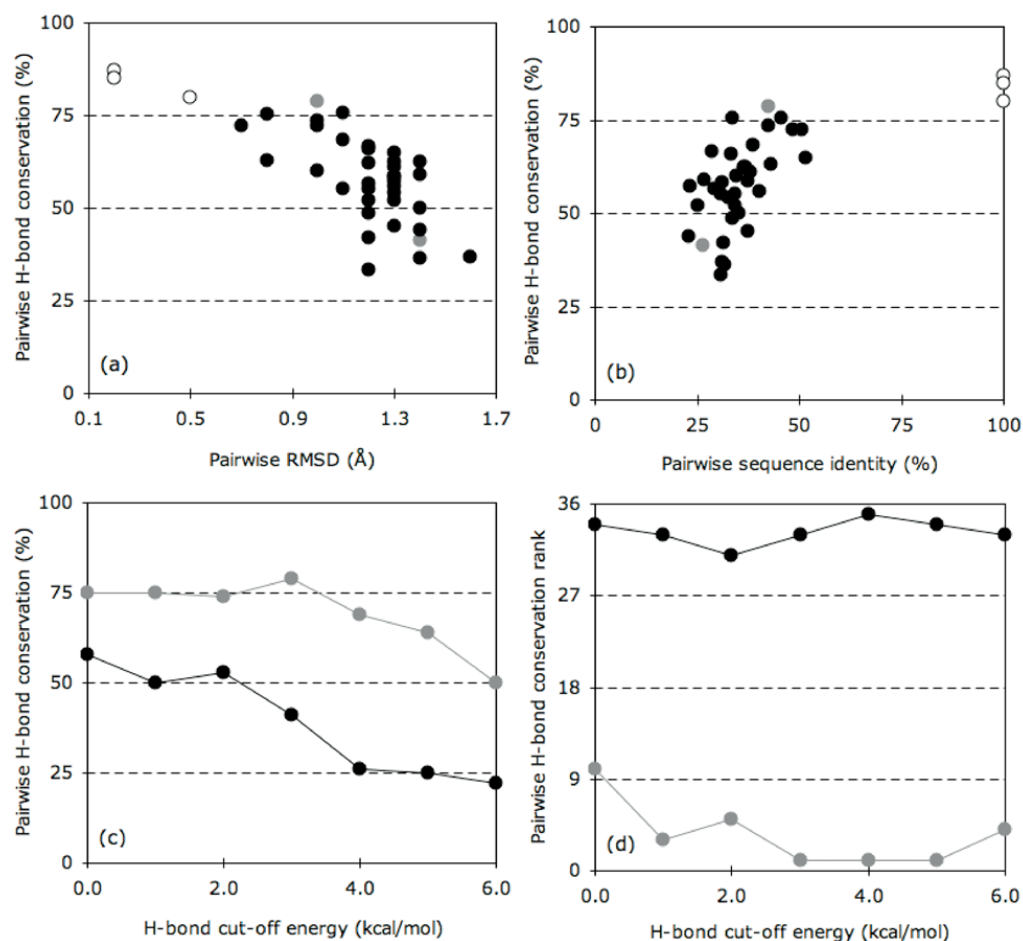 100
75
50
25
0
Pairwise H-bond conservation (%)
(a)
0.1 0.5 0.9 1.3 1.7
Pairwise RMSD (Å)
100
75
50
25
0
Pairwise H-bond conservation (%)
(b)
0 25 50 75 100
Pairwise sequence identity (%)
100
75
50
25
0
Pairwise H-bond conservation (%)
(c)
0.0 2.0 4.0 6.0
H-bond cut-off energy (kcal/mol)
36
27
18
9
0
Pairwise H-bond conservation rank
(d)
0.0 2.0 4.0 6.0
H-bond cut-off energy (kcal/mol)